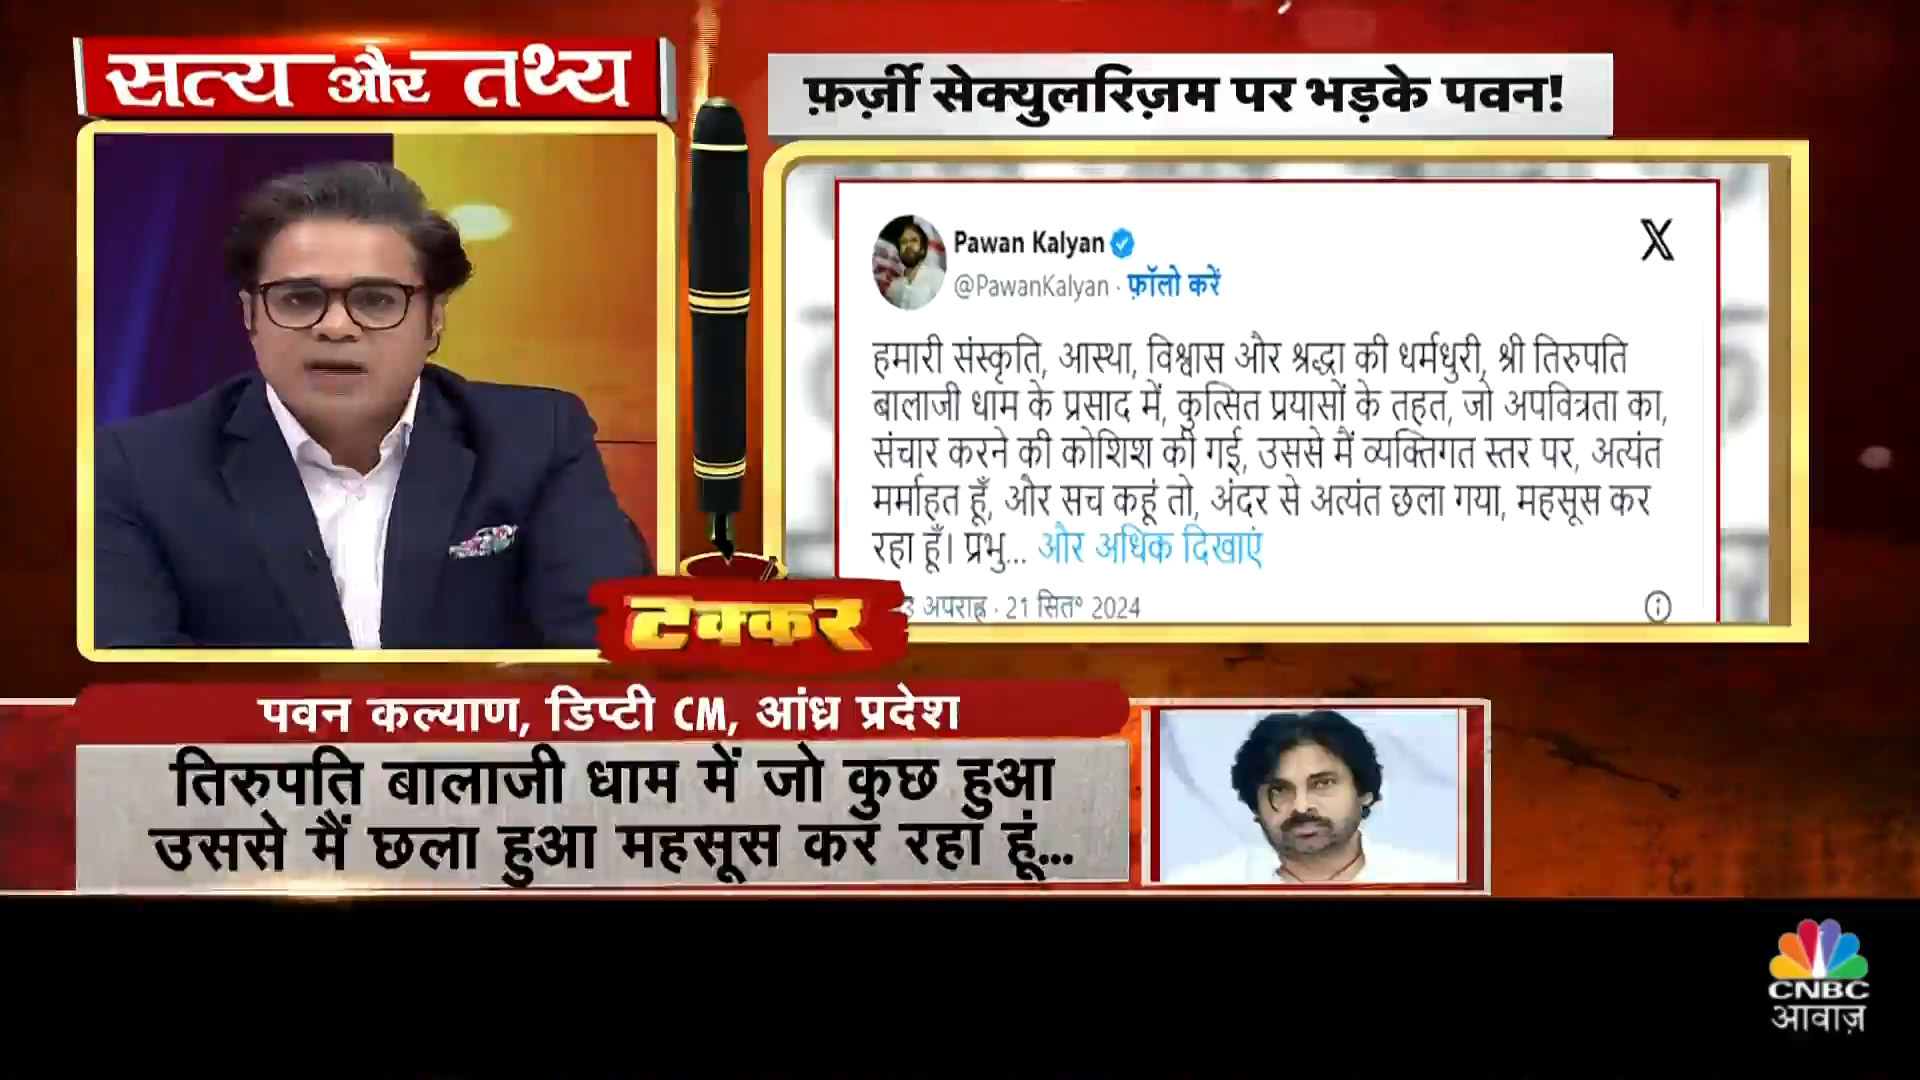 सत्य और तथ्य
फ़र्ज़ी सेक्युलरिज़म पर भड़के पवन!
Pawan Kalyan
@PawanKalyan · फ़ॉलो करें
X
हमारी संस्कृति, आस्था, विश्वास और श्रद्धा की धर्मधुरी, श्री तिरुपति
बालाजी धाम के प्रसाद में, कुत्सित प्रयासों के तहत, जो अपवित्रता का,
संचार करने की कोशिश की गई, उससे मैं व्यक्तिगत स्तर पर, अत्यंत
मर्माहत हूँ, और सच कहूं तो, अंदर से अत्यंत छला गया, महसूस कर
रहा हूँ। प्रभु... और अधिक दिखाएं
अपराह्न · 21 सित॰ 2024
टक्कर
पवन कल्याण, डिप्टी CM, आंध्र प्रदेश
तिरुपति बालाजी धाम में जो कुछ हुआ
उससे मैं छला हुआ महसूस कर रहा हूं...
CNBC
आवाज़